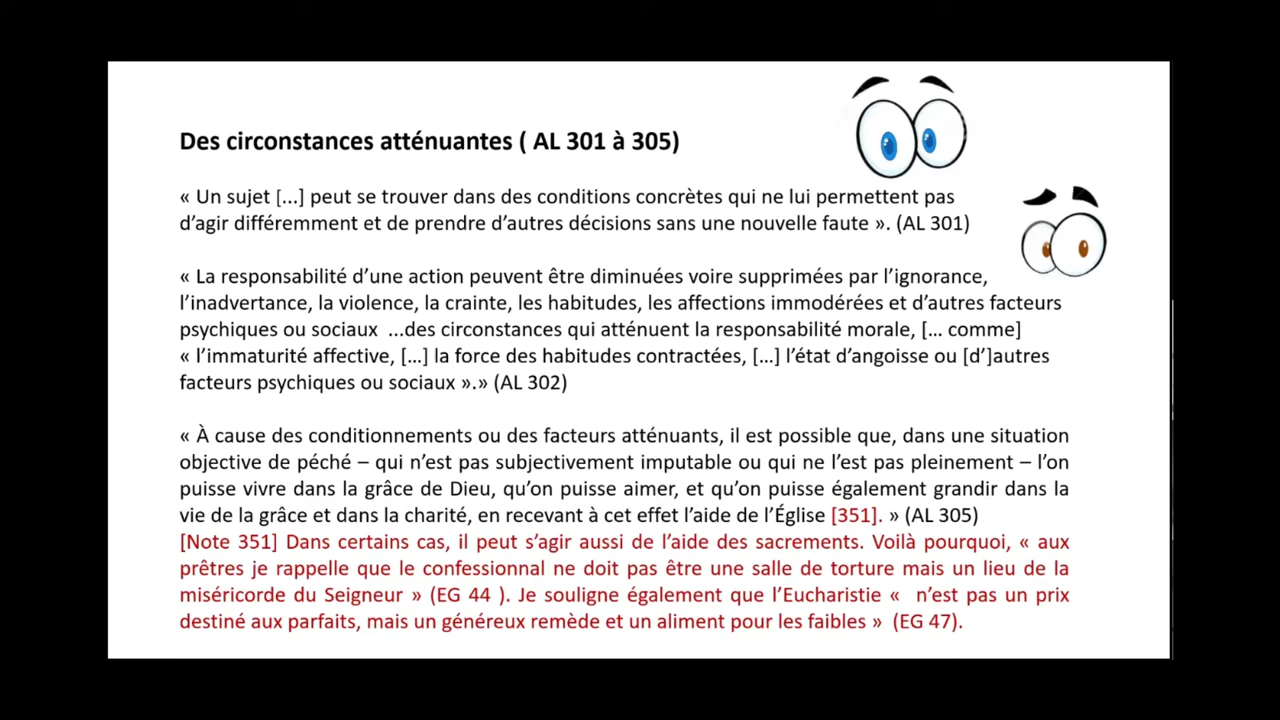 Des circonstances atténuantes ( AL 301 à 305)
« Un sujet [...] peut se trouver dans des conditions concrètes qui ne lui permettent pas
d’agir différemment et de prendre d’autres décisions sans une nouvelle faute ». (AL 301)
« La responsabilité d’une action peuvent être diminuées voire supprimées par l’ignorance,
l’inadvertance, la violence, la crainte, les habitudes, les affections immodérées et d’autres facteurs
psychiques ou sociaux ...des circonstances qui atténuent la responsabilité morale, [... comme]
« l’immaturité affective, [...] la force des habitudes contractées, [...] l’état d’angoisse ou [d’]autres
facteurs psychiques ou sociaux ».» (AL 302)
« À cause des conditionnements ou des facteurs atténuants, il est possible que, dans une situation
objective de péché – qui n’est pas subjectivement imputable ou qui ne l’est pas pleinement – l’on
puisse vivre dans la grâce de Dieu, qu’on puisse aimer, et qu’on puisse également grandir dans la
vie de la grâce et dans la charité, en recevant à cet effet l’aide de l’Église [351]. » (AL 305)
[Note 351] Dans certains cas, il peut s’agir aussi de l’aide des sacrements. Voilà pourquoi, « aux
prêtres je rappelle que le confessionnal ne doit pas être une salle de torture mais un lieu de la
miséricorde du Seigneur » (EG 44 ). Je souligne également que l’Eucharistie « n’est pas un prix
destiné aux parfaits, mais un généreux remède et un aliment pour les faibles » (EG 47).